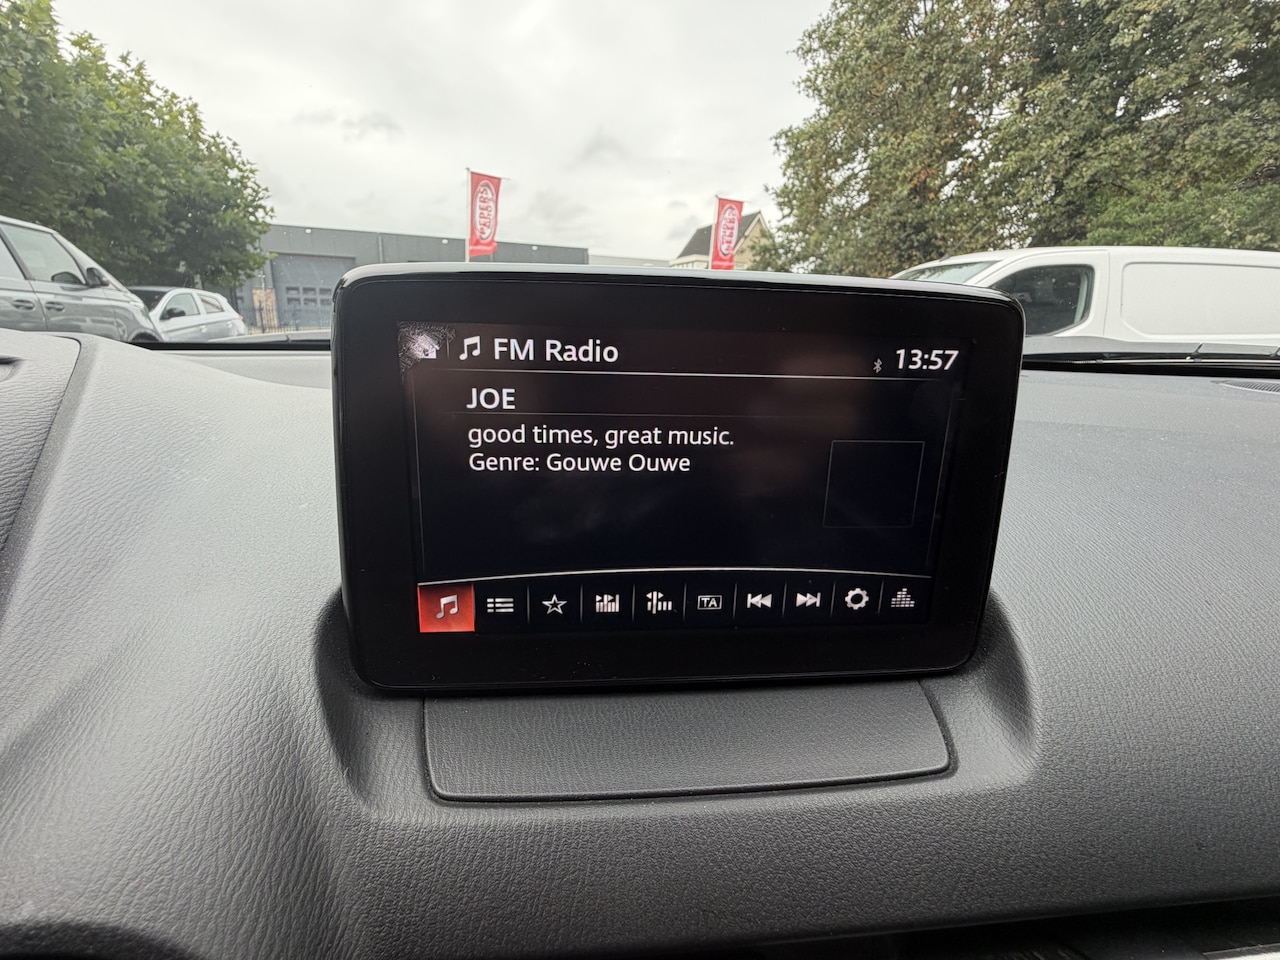 FM Radio
13:57
JOE
good times, great music.
Genre: Gouwe Ouwe
TA